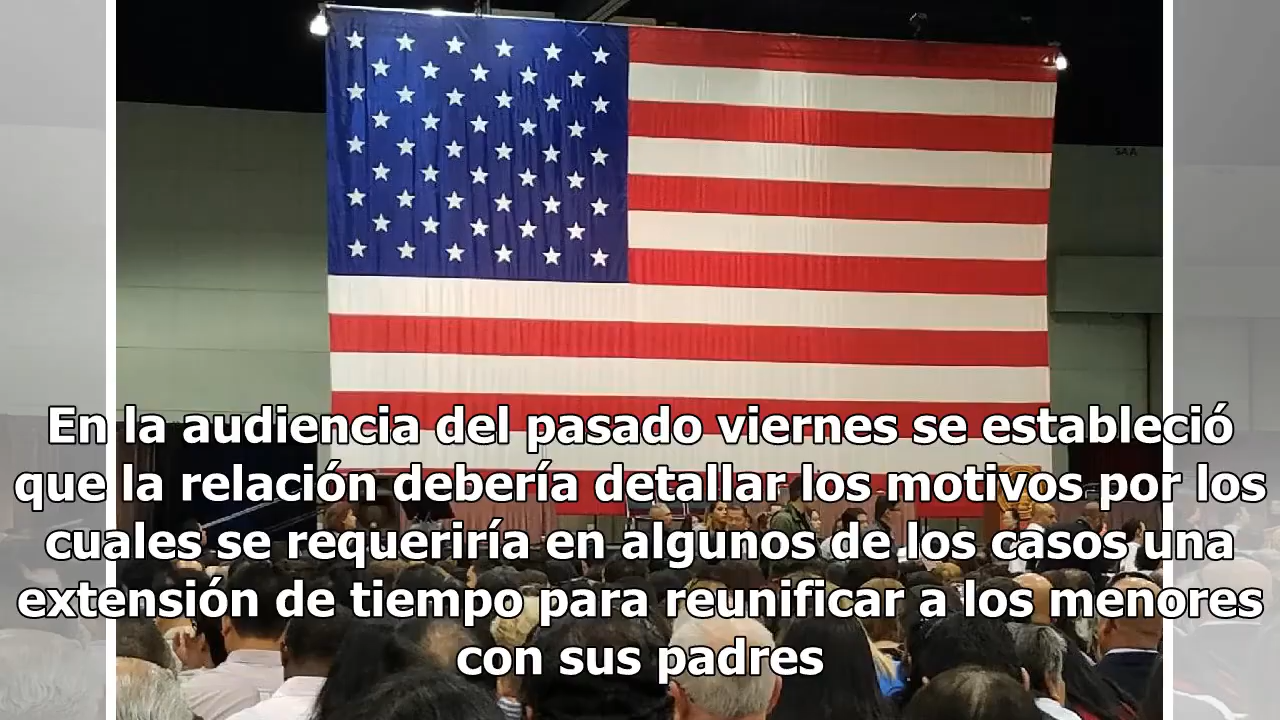 SAA
En la audiencia del pasado viernes se estableció
que la relación debería detallar los motivos por los
cuales se requeriría en algunos de los casos una
extensión de tiempo para reunificar a los menores
con sus padres